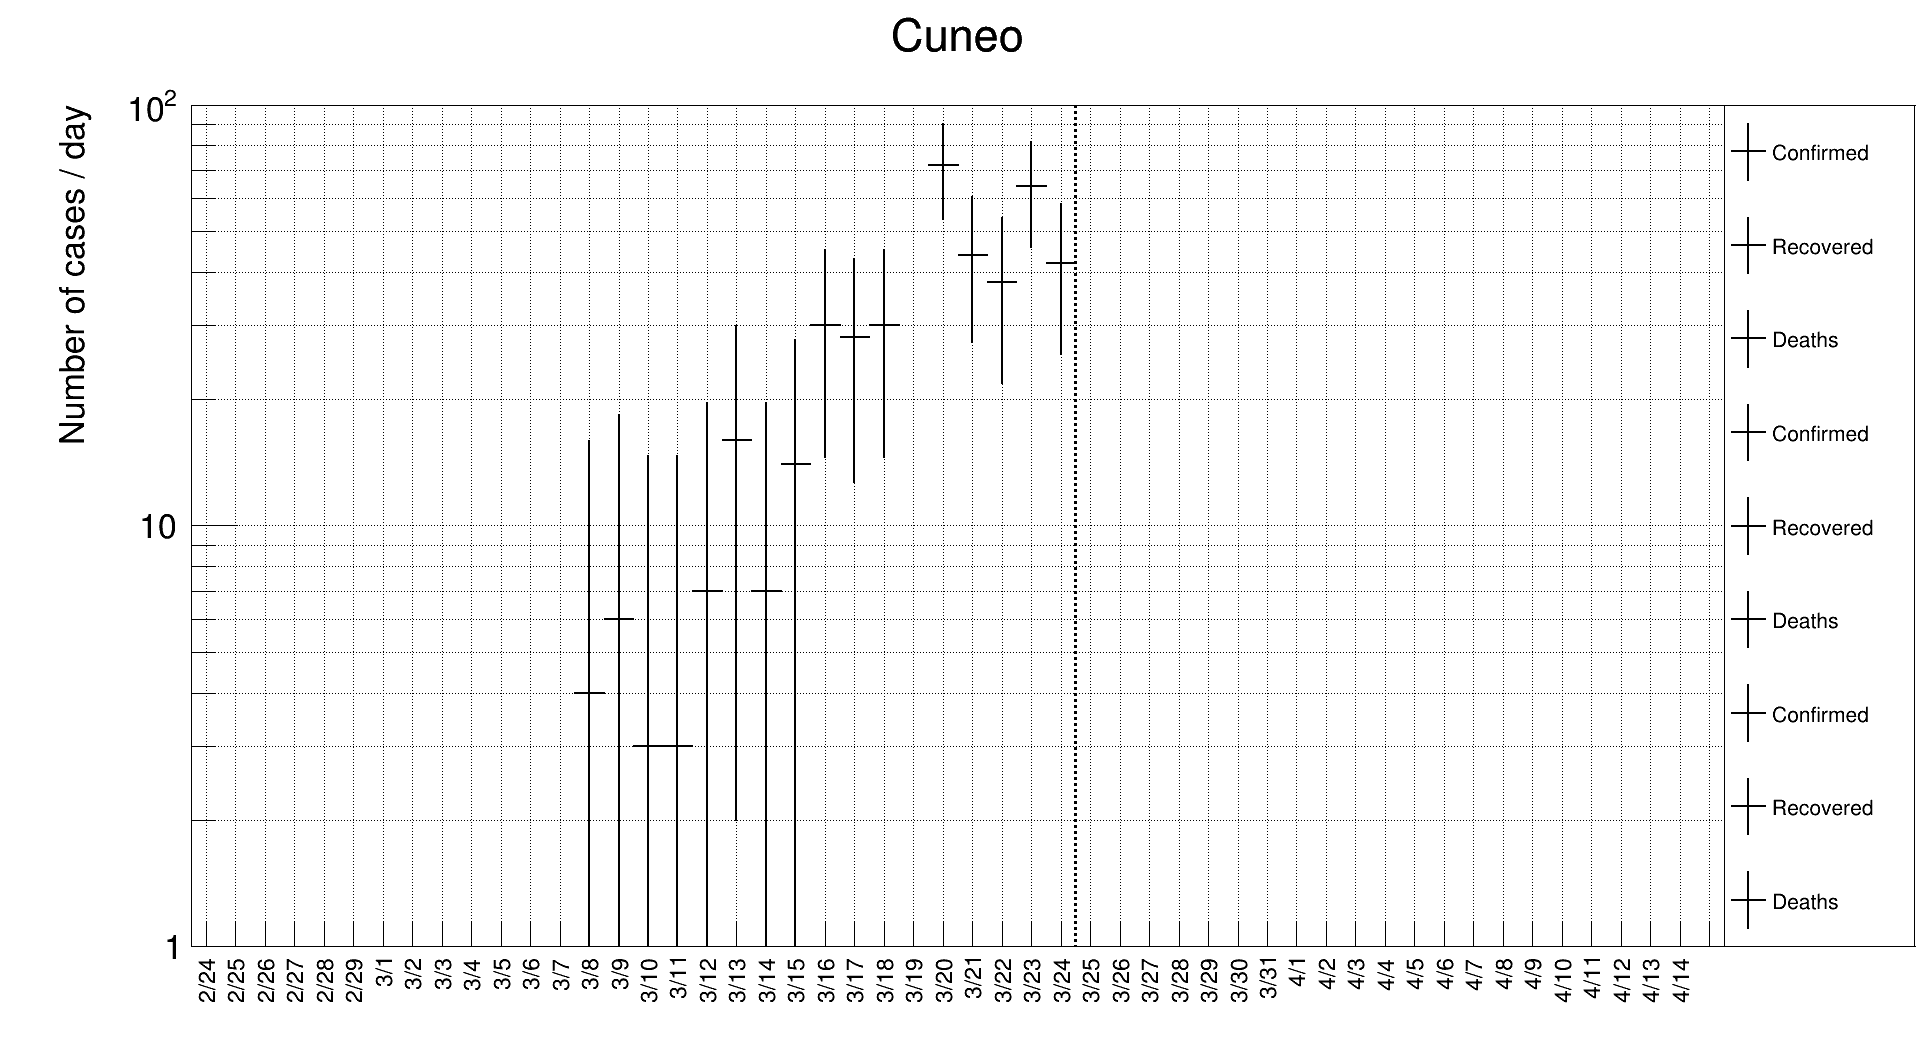 Cuneo
Number of cases / day
10²
10
1
2/24 2/25 2/26 2/27 2/28 2/29 3/1 3/2 3/3 3/4 3/5 3/6 3/7 3/8 3/9 3/10 3/11 3/12 3/13 3/14 3/15 3/16 3/17 3/18 3/19 3/20 3/21 3/22 3/23 3/24 3/25 3/26 3/27 3/28 3/29 3/30 3/31 4/1 4/2 4/3 4/4 4/5 4/6 4/7 4/8 4/9 4/10 4/11 4/12 4/13 4/14
Confirmed
Recovered
Deaths
Confirmed
Recovered
Deaths
Confirmed
Recovered
Deaths